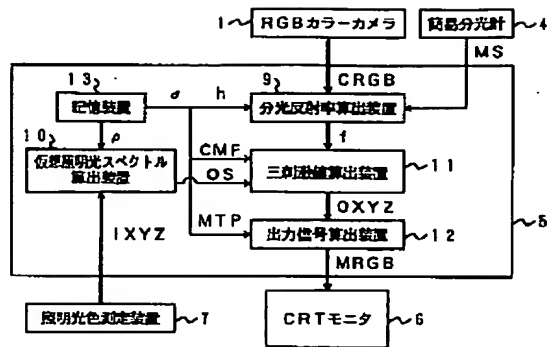 1
RGBカラーカメラ
簡易分光計
4
MS
CRGB
13
記憶装置
σ
h
9
分光反射率算出装置
ρ
f
10
仮想照明光スペクトル
算出装置
CMF
OS
三刺激値算出装置
11
OXYZ
IXYZ
MTP
出力信号算出装置
12
5
MRGB
照明光色測定装置
7
CRTモニタ
6